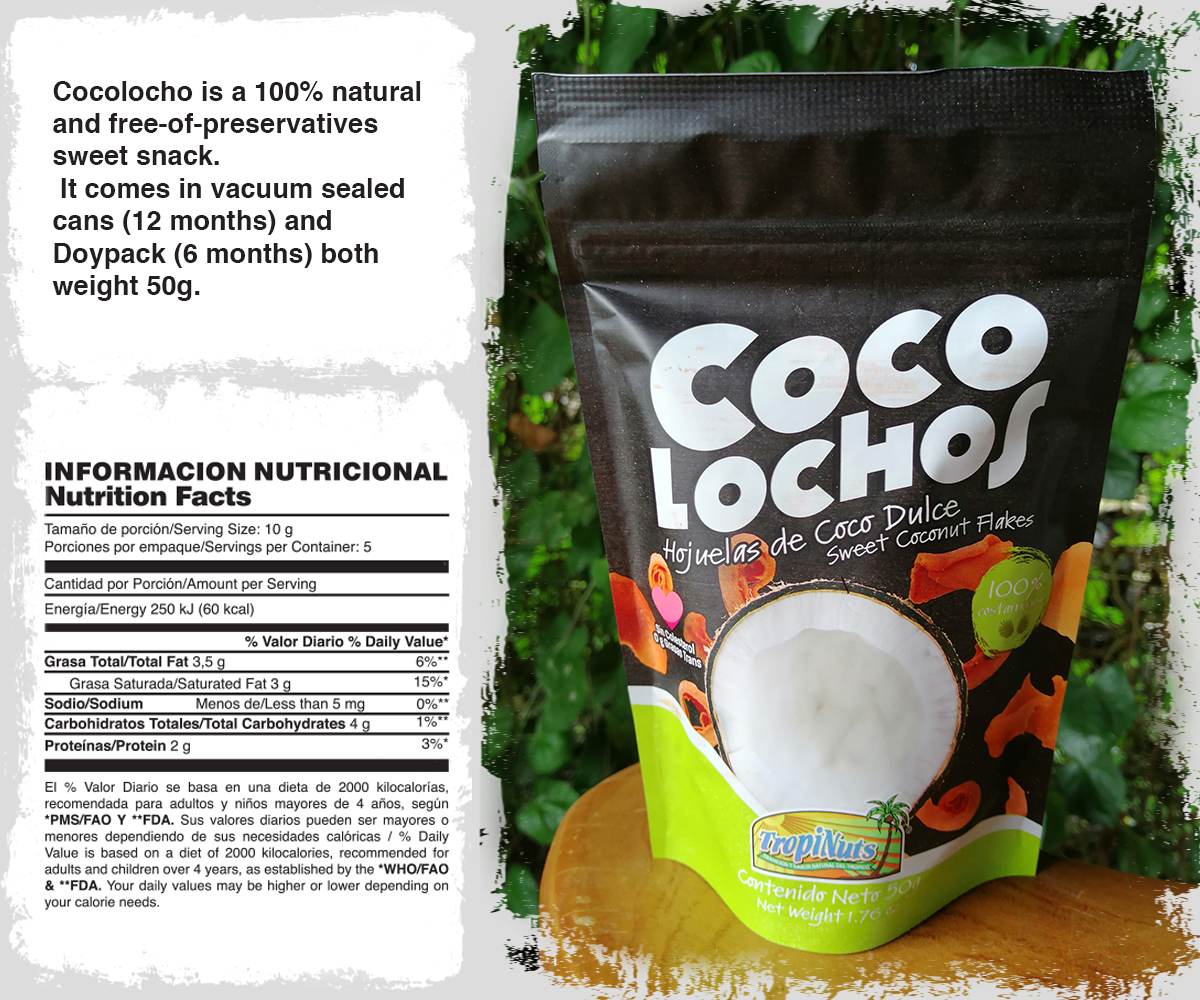 Cocolocho is a 100% natural
and free-of-preservatives
sweet snack.
It comes in vacuum sealed
cans (12 months) and
Doypack (6 months) both
weight 50g.
INFORMACION NUTRICIONAL
Nutrition Facts
Tamaño de porción/Serving Size: 10 g
Porciones por empaque/Servings per Container: 5
Cantidad por Porción/Amount per Serving
Energía/Energy 250 kJ (60 kcal)
% Valor Diario % Daily Value*
Grasa Total/Total Fat 3,5 g 6%**
Grasa Saturada/Saturated Fat 3 g 15%*
Sodio/Sodium Menos de/Less than 5 mg 0%**
Carbohidratos Totales/Total Carbohydrates 4 g 1%**
Proteínas/Protein 2 g 3%*
El % Valor Diario se basa en una dieta de 2000 kilocalorías,
recomendada para adultos y niños mayores de 4 años, según
*PMS/FAO Y **FDA. Sus valores diarios pueden ser mayores o
menores dependiendo de sus necesidades calóricas / % Daily
Value is based on a diet of 2000 kilocalories, recommended for
adults and children over 4 years, as established by the *WHO/FAO
& **FDA. Your daily values may be higher or lower depending on
your calorie needs.
COCO
LOCHOS
Hojuelas de Coco Dulce
Sweet Coconut Flakes
100%
Sin Colesterol
0 g Grasas Trans
TropiNuts
Contenido Neto 50g
Net Weight 1.76